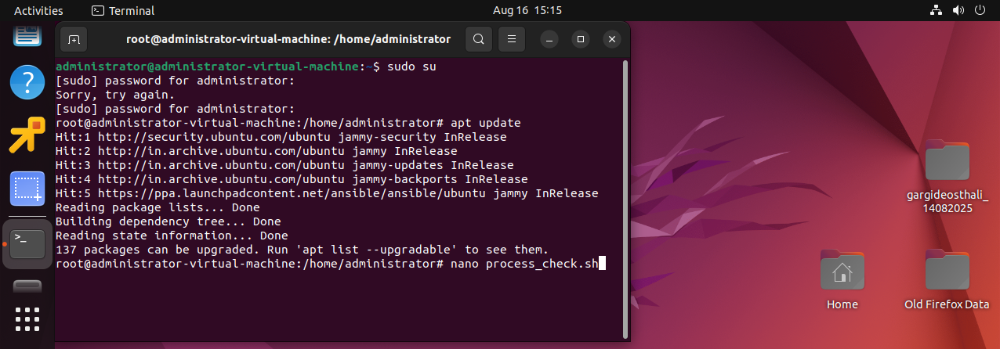 Activities
Terminal
Aug 16 15:15
root@administrator-virtual-machine: /home/administrator
administrator@administrator-virtual-machine:~$ sudo su
[sudo] password for administrator:
Sorry, try again.
[sudo] password for administrator:
root@administrator-virtual-machine:/home/administrator# apt update
Hit:1 http://security.ubuntu.com/ubuntu jammy-security InRelease
Hit:2 http://in.archive.ubuntu.com/ubuntu jammy InRelease
Hit:3 http://in.archive.ubuntu.com/ubuntu jammy-updates InRelease
Hit:4 http://in.archive.ubuntu.com/ubuntu jammy-backports InRelease
Hit:5 https://ppa.launchpadcontent.net/ansible/ansible/ubuntu jammy InRelease
Reading package lists... Done
Building dependency tree... Done
Reading state information... Done
137 packages can be upgraded. Run 'apt list --upgradable' to see them.
root@administrator-virtual-machine:/home/administrator# nano process_check.sh
gargideosthali_
14082025
Home
Old Firefox Data